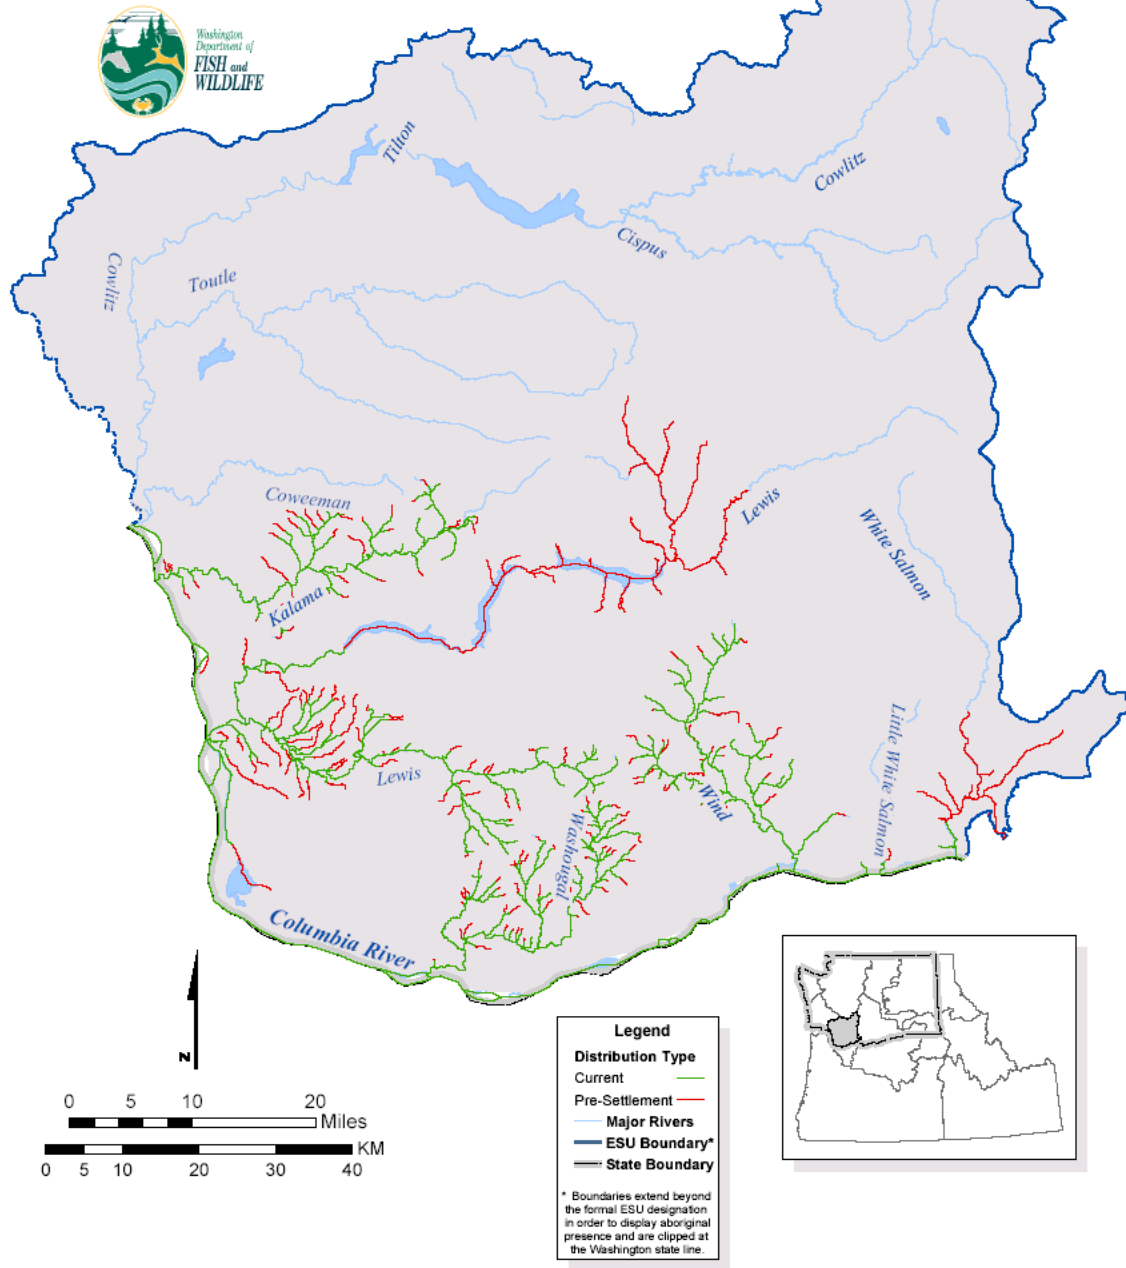 Washington
Department of
FISH and
WILDLIFE
Tilton
Cowlitz
Cispus
Cowlitz
Toutle
Coweeman
Lewis
White Salmon
Kalama
Little White Salmon
Lewis
Wind
Washougal
Columbia River
N
0 5 10 20
Miles
KM
0 5 10 20 30 40
Legend
Distribution Type
Current
Pre-Settlement
Major Rivers
ESU Boundary*
State Boundary
* Boundaries extend beyond
the formal ESU designation
in order to display aboriginal
presence and are clipped at
the Washington state line.